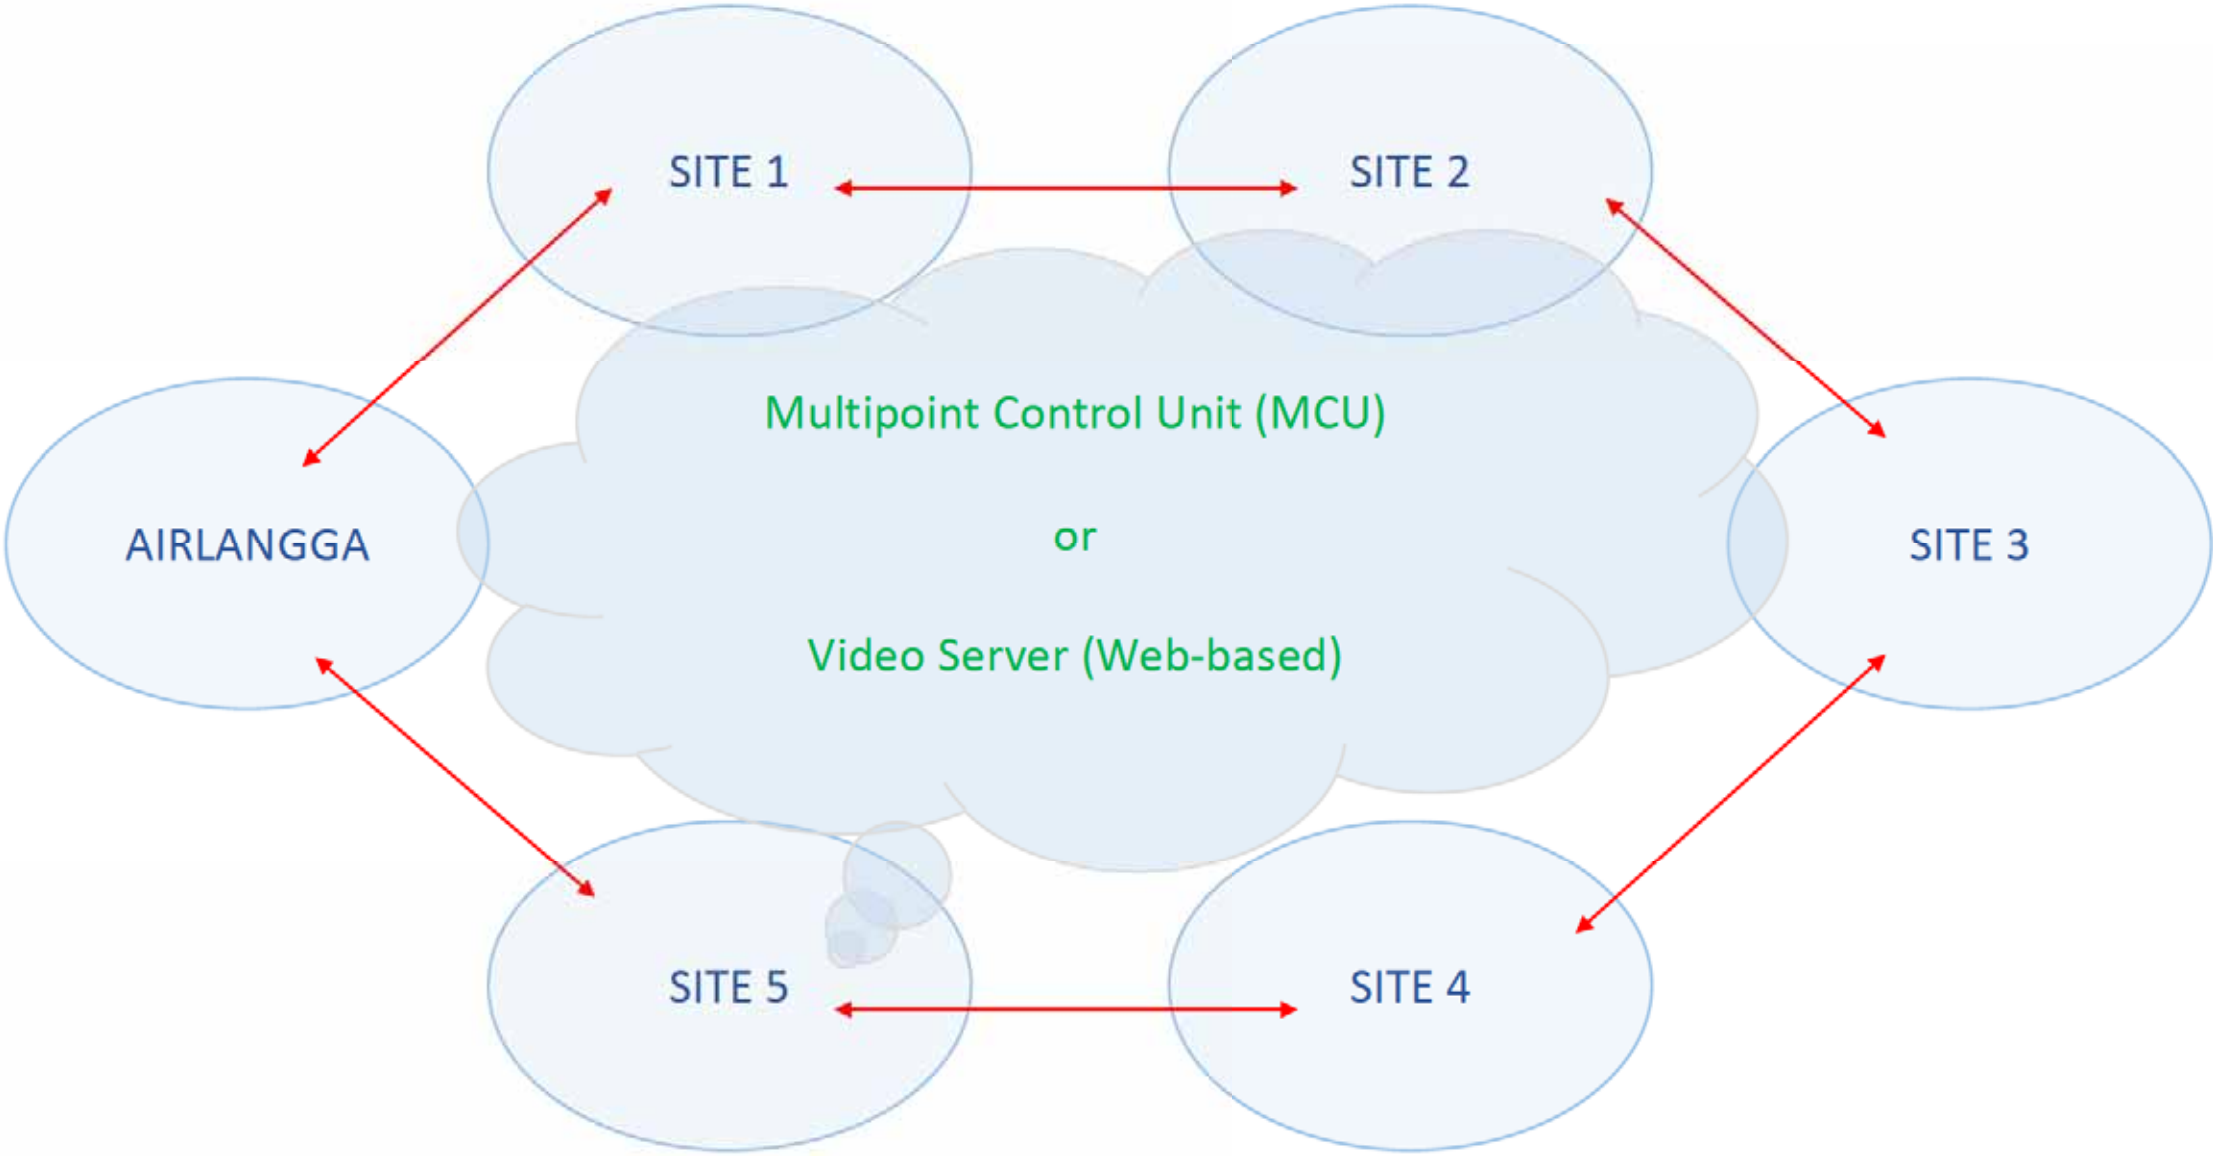 SITE 1
SITE 2
Multipoint Control Unit (MCU)
or
AIRLANGGA
SITE 3
Video Server (Web-based)
SITE 5
SITE 4